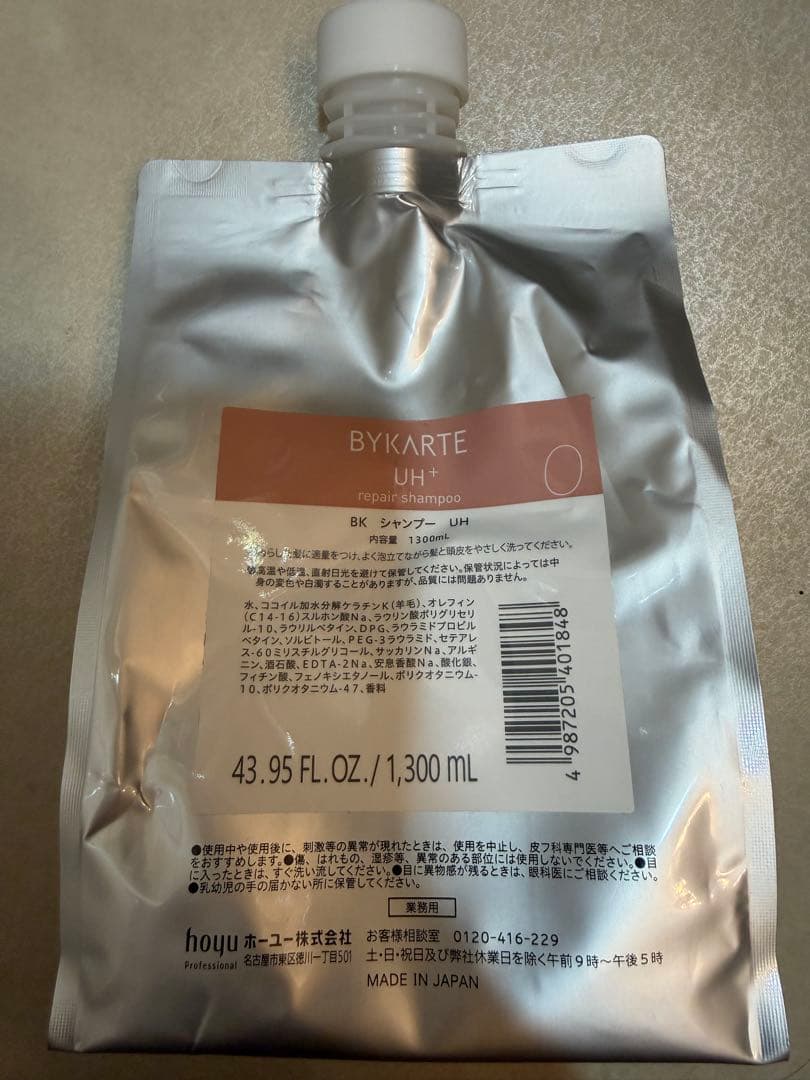 BYKARTE
UH+
repair shampoo
0
BK シャンプー UH
内容量 1300mL
らした髪に適量をつけ、よく泡立てながら髪と頭皮をやさしく洗ってください。
高温や低温、直射日光を避けて保管してください。保管状況によっては中
身の変色や白濁することがありますが、品質には問題ありません。
水、ココイル加水分解ケラチンK(羊毛)、オレフィン
(C14-16)スルホン酸Na、ラウリン酸ポリグリセリ
ル-10、ラウリルベタイン、DPG、ラウラミドプロピル
ベタイン、ソルビトール、PEG-3ラウラミド、セテアレ
ス-60ミリスチルグリコール、サッカリンNa、アルギ
ニン、酒石酸、EDTA-2Na、安息香酸Na、酸化銀、
フィチン酸、フェノキシエタノール、ポリクオタニウム-
10、ポリクオタニウム-47、香料
4 987205 401848
43.95 FL.OZ./1,300 mL
●使用中や使用後に、刺激等の異常が現れたときは、使用を中止し、皮フ科専門医等へご相談
をおすすめします。●傷、はれもの、湿疹等、異常のある部位には使用しないでください。●目
に入ったときは、すぐ洗い流してください。●目に異物感が残るときは、眼科医にご相談ください。
●乳幼児の手の届かない所に保管してください。
業務用
hoyu ホーユー株式会社 お客様相談室 0120-416-229
Professional 名古屋市東区徳川一丁目501 土・日・祝日及び弊社休業日を除く午前9時〜午後5時
MADE IN JAPAN